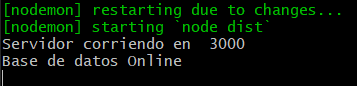 [nodemon] restarting due to changes...
[nodemon] starting `node dist`
Servidor corriendo en  3000
Base de datos Online